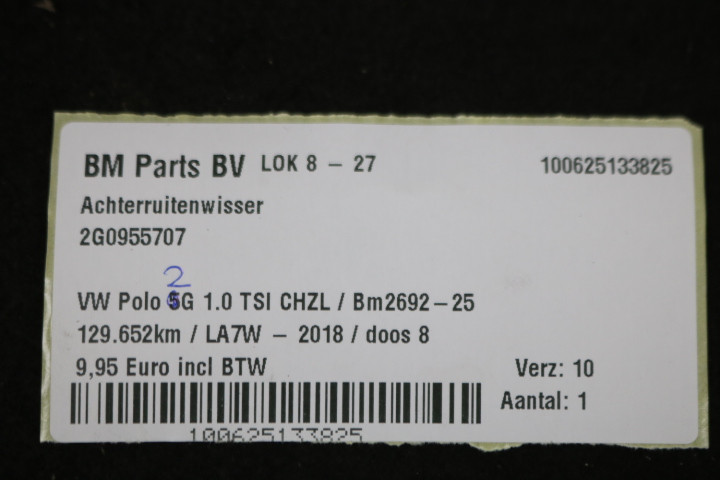 BM Parts BV LOK 8 – 27 100625133825
Achterruitenwisser
2G0955707
2
VW Polo 6G 1.0 TSI CHZL / Bm2692-25
129.652km / LA7W – 2018 / doos 8
9,95 Euro incl BTW Verz: 10
Aantal: 1
100625133825